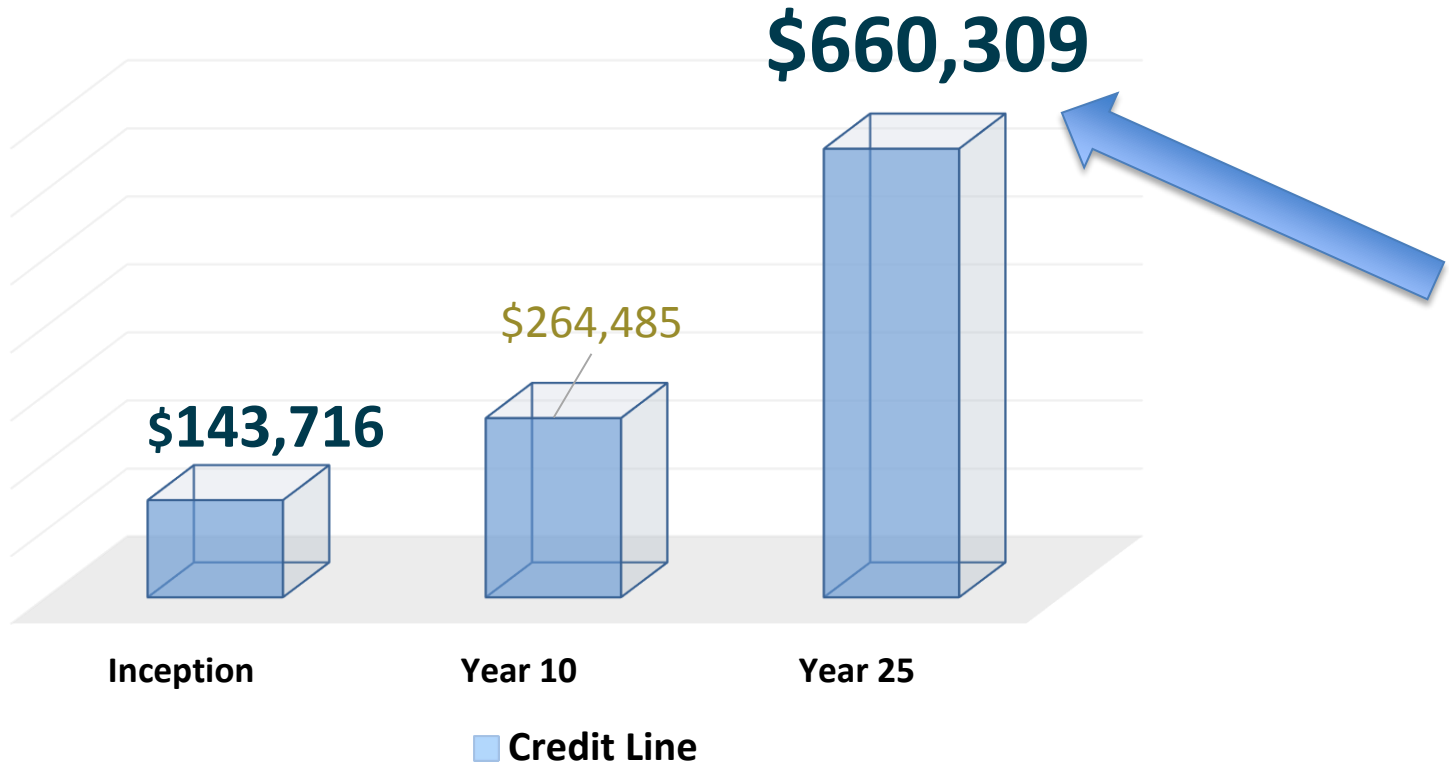 $660,309
$264,485
$143,716
Inception
Year 10
Year 25
Credit Line